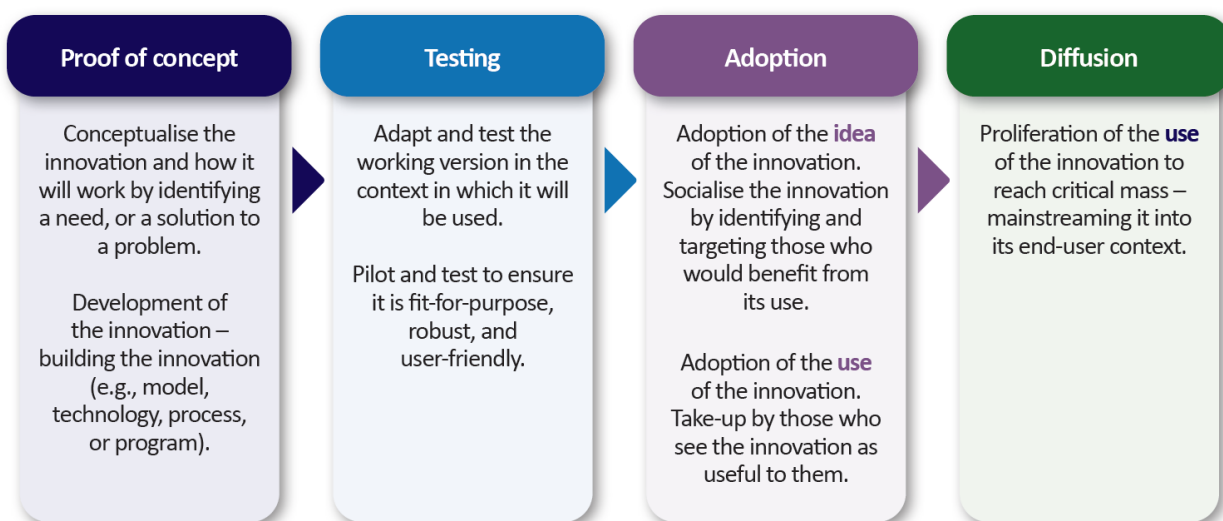 Proof of concept
Conceptualise the
innovation and how it
will work by identifying
a need, or a solution to
a problem.
Development of
the innovation –
building the innovation
(e.g., model,
technology, process,
or program).
Testing
Adapt and test the
working version in the
context in which it will
be used.
Pilot and test to ensure
it is fit-for-purpose,
robust, and
user-friendly.
Adoption
Adoption of the idea
of the innovation.
Socialise the innovation
by identifying and
targeting those who
would benefit from
its use.
Adoption of the use
of the innovation.
Take-up by those who
see the innovation as
useful to them.
Diffusion
Proliferation of the use
of the innovation to
reach critical mass –
mainstreaming it into
its end-user context.